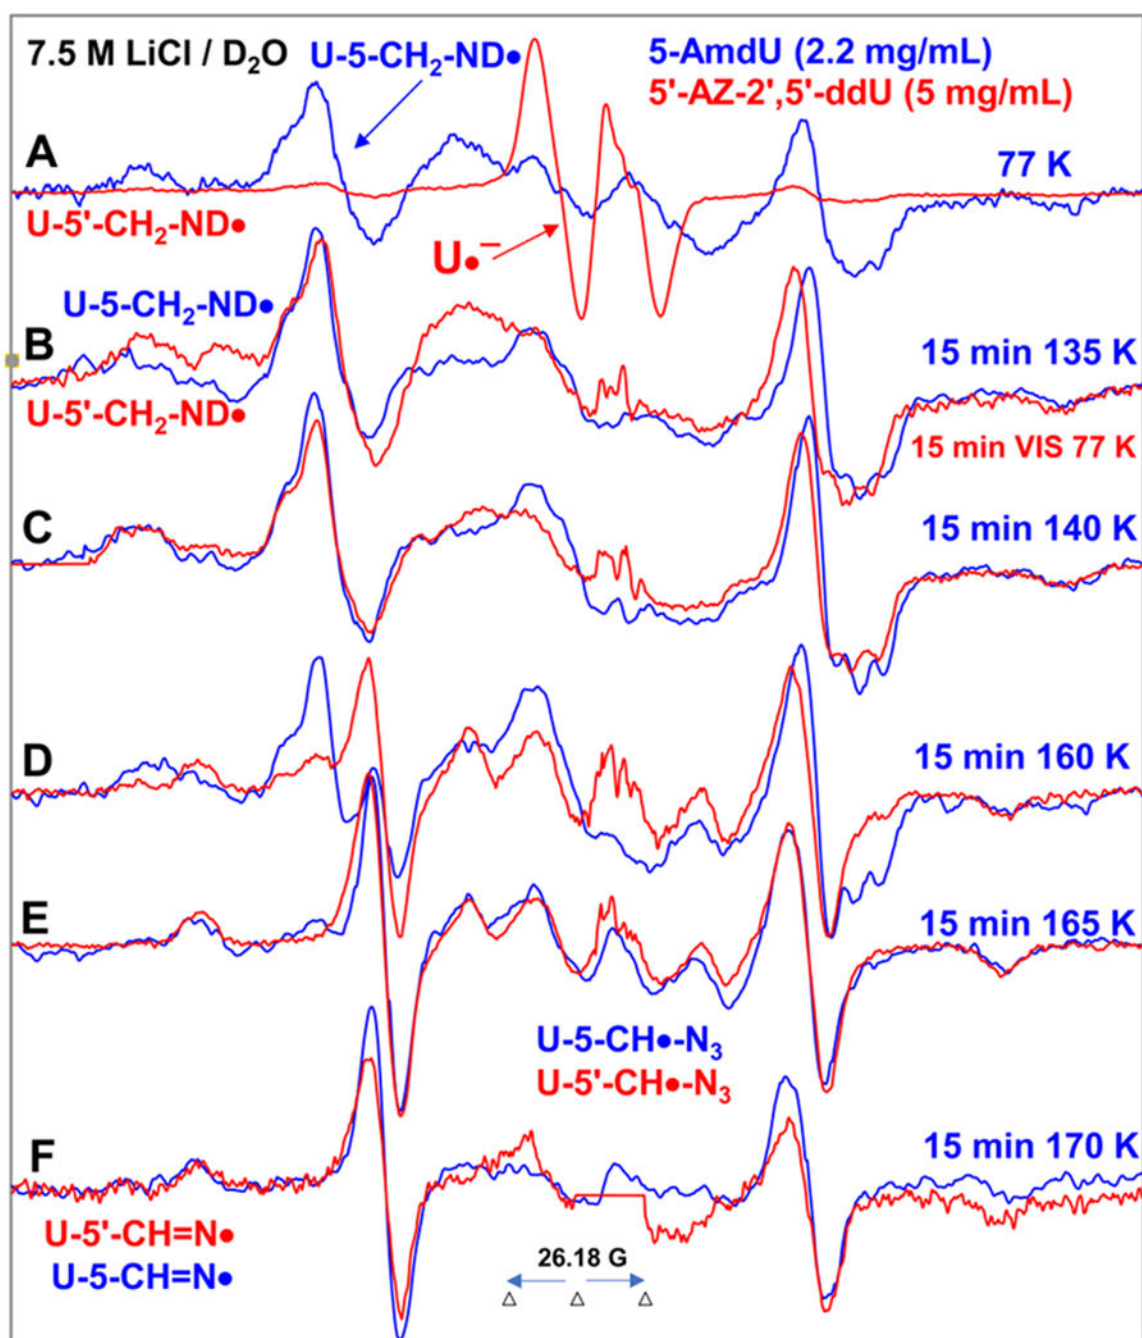 7.5 M LiCl / D₂O
U-5-CH₂-ND•
5-AmdU (2.2 mg/mL)
5'-AZ-2',5'-ddU (5 mg/mL)
A
77 K
U-5'-CH₂-ND•
U•⁻
U-5-CH₂-ND•
B
15 min 135 K
U-5'-CH₂-ND•
15 min VIS 77 K
C
15 min 140 K
D
15 min 160 K
E
15 min 165 K
U-5-CH•-N₃
U-5'-CH•-N₃
F
15 min 170 K
U-5'-CH=N•
U-5-CH=N•
26.18 G